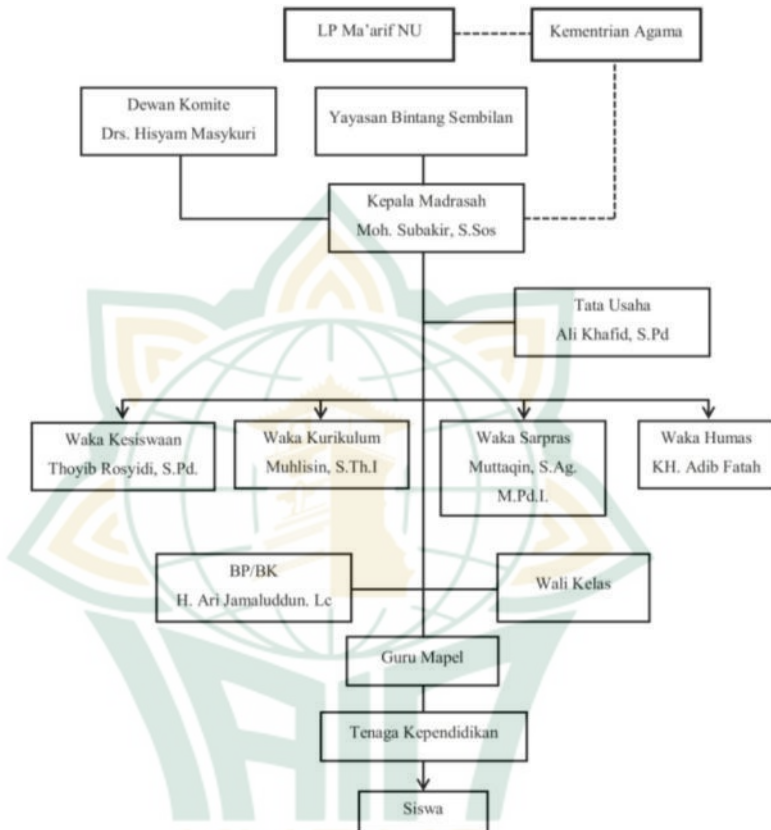 LP Ma’arif NU
Kementrian Agama
Dewan Komite
Drs. Hisyam Masykuri
Yayasan Bintang Sembilan
Kepala Madrasah
Moh. Subakir, S.Sos
Tata Usaha
Ali Khafid, S.Pd
Waka Kesiswaan
Thoyib Rosyidi, S.Pd.
Waka Kurikulum
Muhlisin, S.Th.I
Waka Sarpras
Muttaqin, S.Ag.
M.Pd.I.
Waka Humas
KH. Adib Fatah
BP/BK
H. Ari Jamaluddun. Lc
Wali Kelas
Guru Mapel
Tenaga Kependidikan
Siswa
IAIN